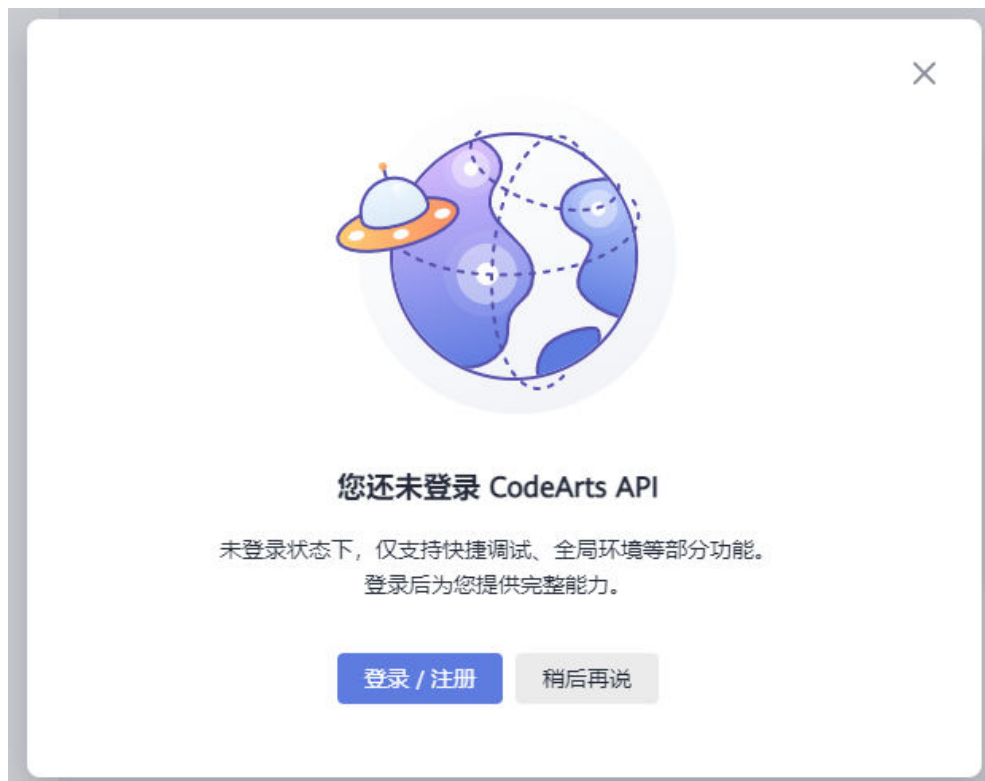 您还未登录 CodeArts API
未登录状态下，仅支持快捷调试、全局环境等部分功能。
登录后为您提供完整能力。
登录 / 注册
稍后再说